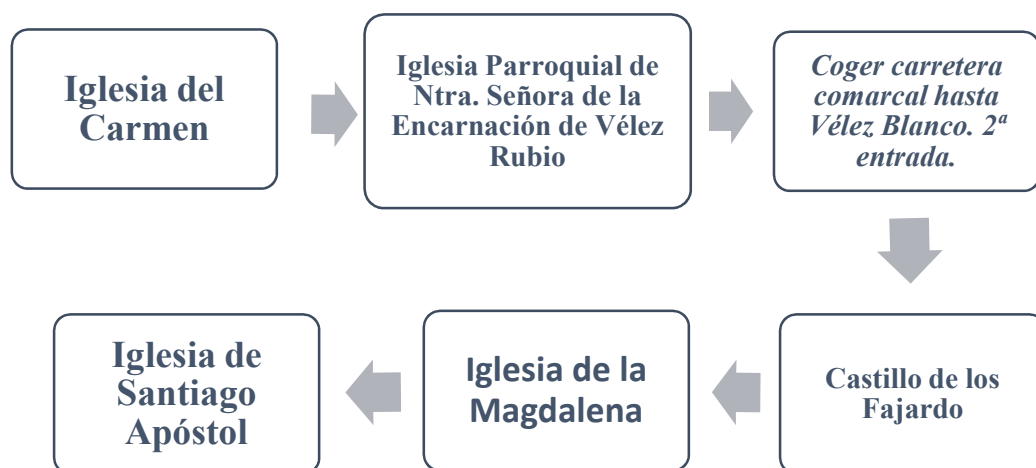 Iglesia del
Carmen
Iglesia Parroquial de
Ntra. Señora de la
Encarnación de Vélez
Rubio
Coger carretera
comarcal hasta
Vélez Blanco. 2ª
entrada.
Castillo de los
Fajardo
Iglesia de la
Magdalena
Iglesia de
Santiago
Apóstol